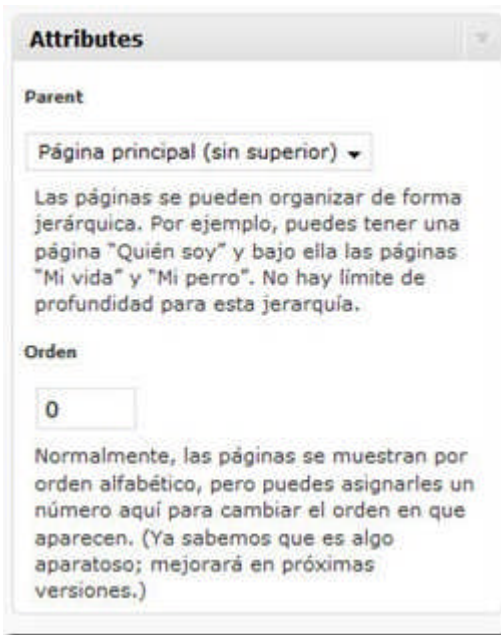 Attributes
Parent
Página principal (sin superior)
Las páginas se pueden organizar de forma
jerárquica. Por ejemplo, puedes tener una
página “Quién soy” y bajo ella las páginas
“Mi vida” y “Mi perro”. No hay límite de
profundidad para esta jerarquía.
Orden
0
Normalmente, las páginas se muestran por
orden alfabético, pero puedes asignarles un
número aquí para cambiar el orden en que
aparecen. (Ya sabemos que es algo
aparatoso; mejorará en próximas
versiones.)